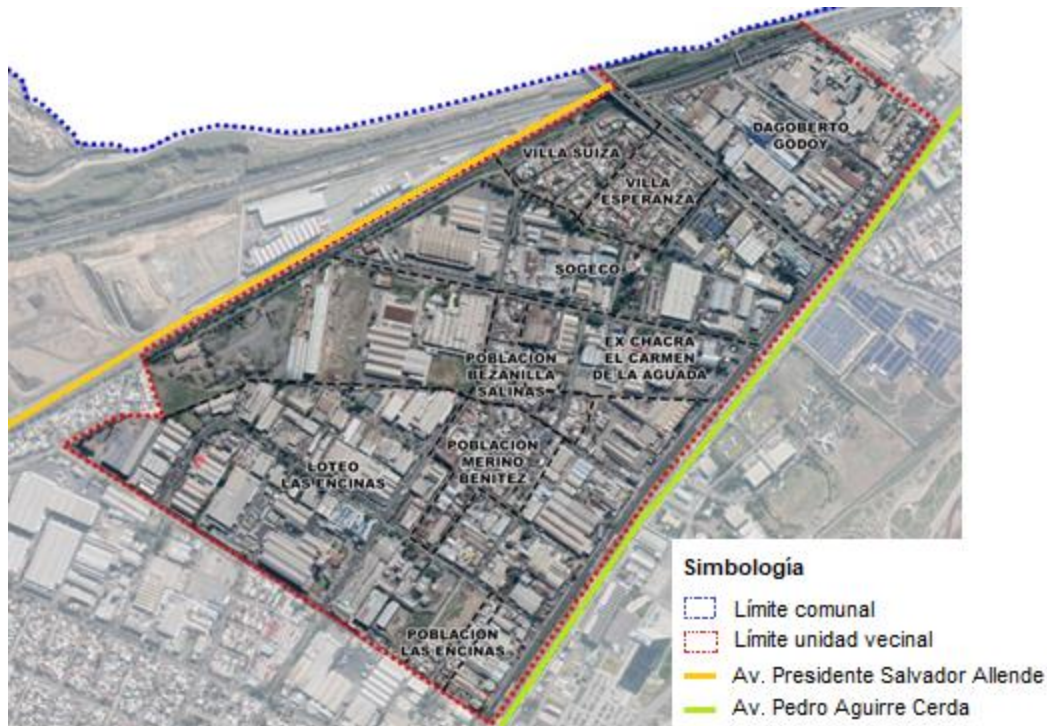 DAGOBERTO
GODOY
VILLA SUIZA
VILLA
ESPERANZA
SOGECO
EX CHACRA
EL CARMEN
DE LA AGUADA
POBLACION
BEZANILLA
SALINAS
POBLACION
MERINO
BENITEZ
LOTEO
LAS ENCINAS
POBLACION
LAS ENCINAS
Simbología
Límite comunal
Límite unidad vecinal
Av. Presidente Salvador Allende
Av. Pedro Aguirre Cerda